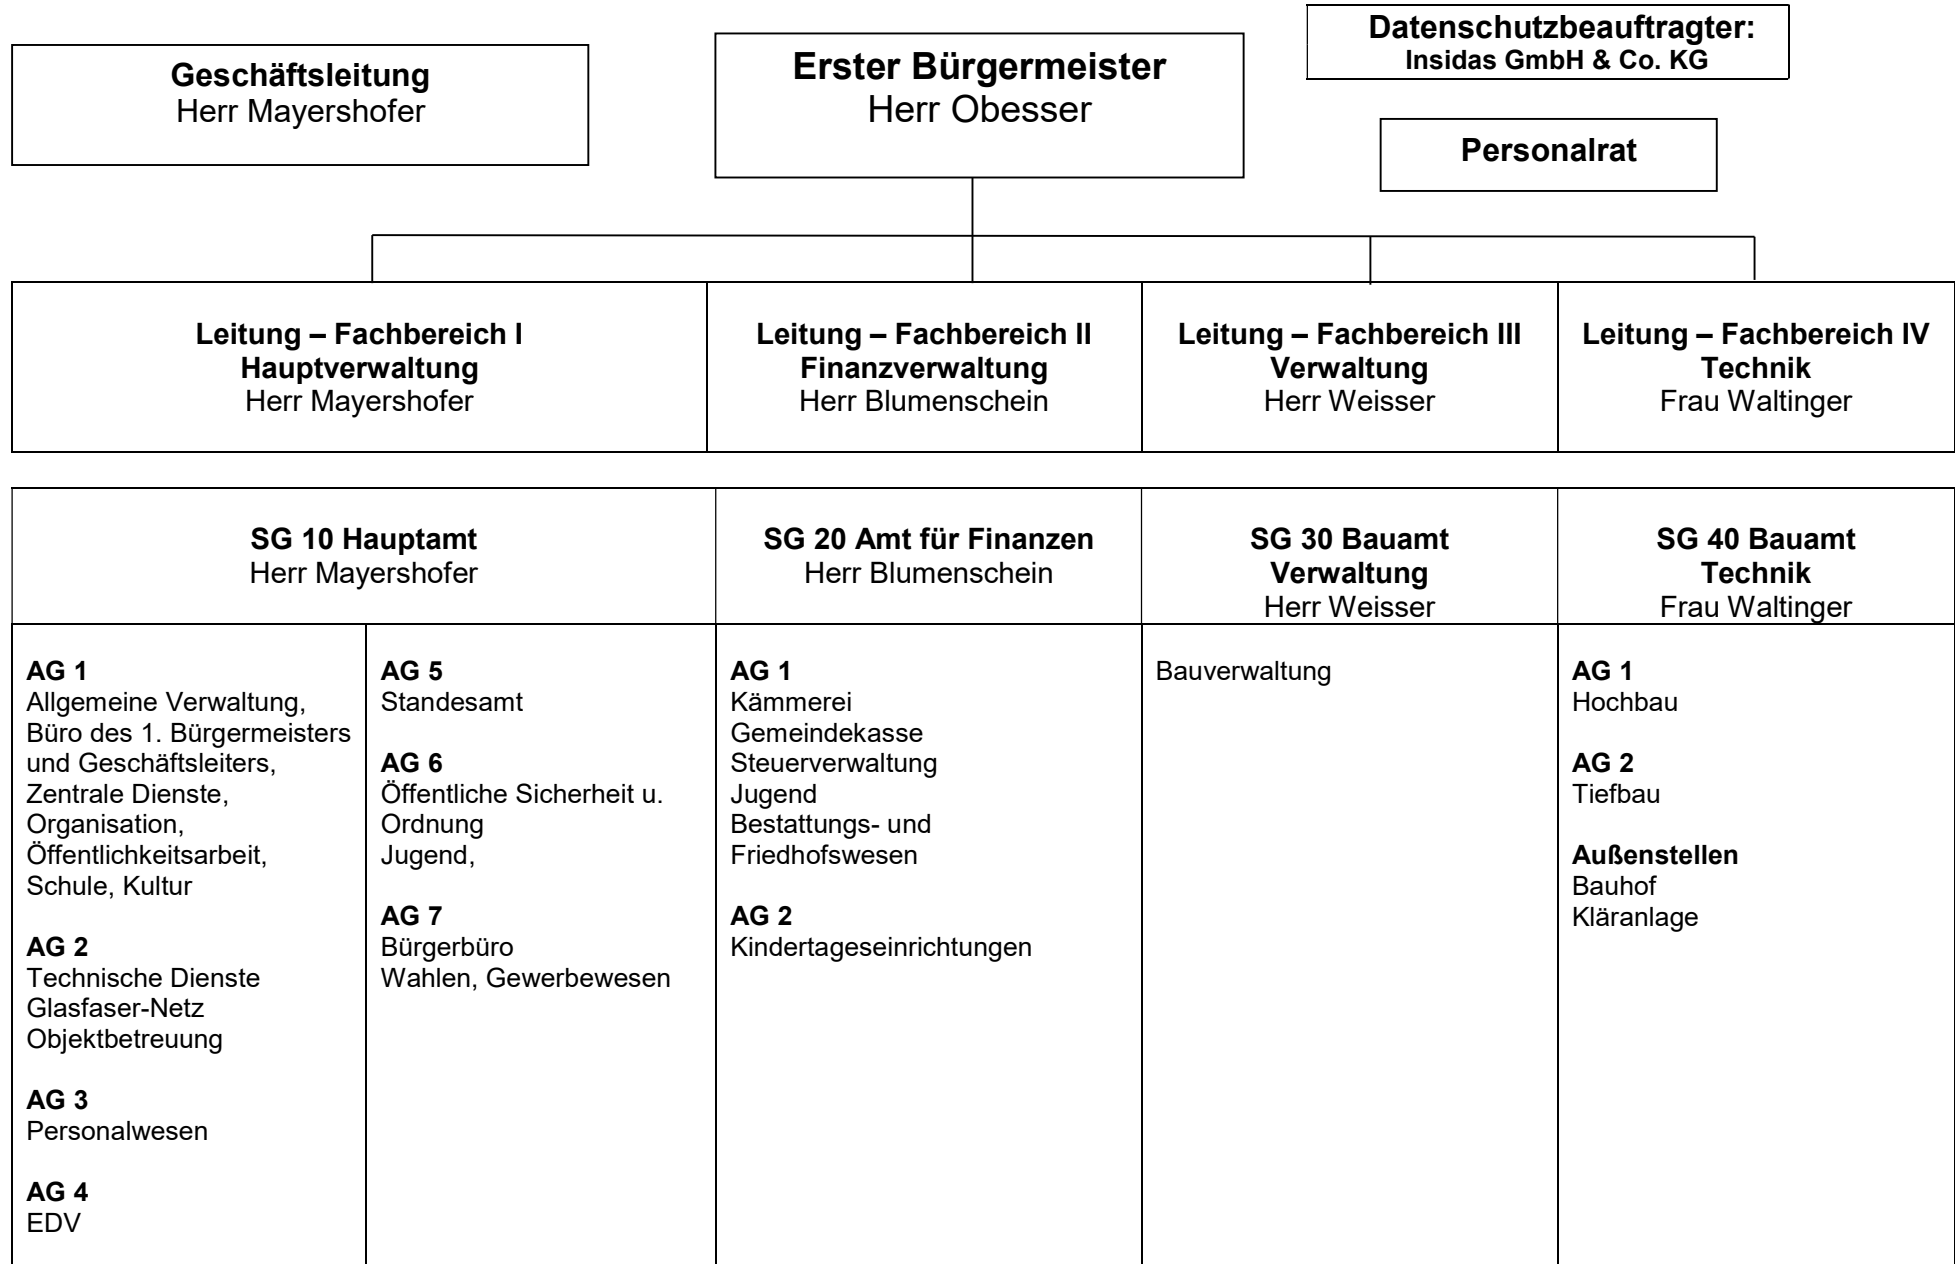 Geschäftsleitung
Herr Mayershofer
Erster Bürgermeister
Herr Obesser
Datenschutzbeauftragter:
Insidas GmbH & Co. KG
Personalrat
Leitung – Fachbereich I
Hauptverwaltung
Herr Mayershofer
Leitung – Fachbereich II
Finanzverwaltung
Herr Blumenschein
Leitung – Fachbereich III
Verwaltung
Herr Weisser
Leitung – Fachbereich IV
Technik
Frau Waltinger
SG 10 Hauptamt
Herr Mayershofer
SG 20 Amt für Finanzen
Herr Blumenschein
SG 30 Bauamt
Verwaltung
Herr Weisser
SG 40 Bauamt
Technik
Frau Waltinger
AG 1
Allgemeine Verwaltung,
Büro des 1. Bürgermeisters
und Geschäftsleiters,
Zentrale Dienste,
Organisation,
Öffentlichkeitsarbeit,
Schule, Kultur
AG 2
Technische Dienste
Glasfaser-Netz
Objektbetreuung
AG 3
Personalwesen
AG 4
EDV
AG 5
Standesamt
AG 6
Öffentliche Sicherheit u.
Ordnung
Jugend,
AG 7
Bürgerbüro
Wahlen, Gewerbewesen
AG 1
Kämmerei
Gemeindekasse
Steuerverwaltung
Jugend
Bestattungs- und
Friedhofswesen
AG 2
Kindertageseinrichtungen
Bauverwaltung
AG 1
Hochbau
AG 2
Tiefbau
Außenstellen
Bauhof
Kläranlage